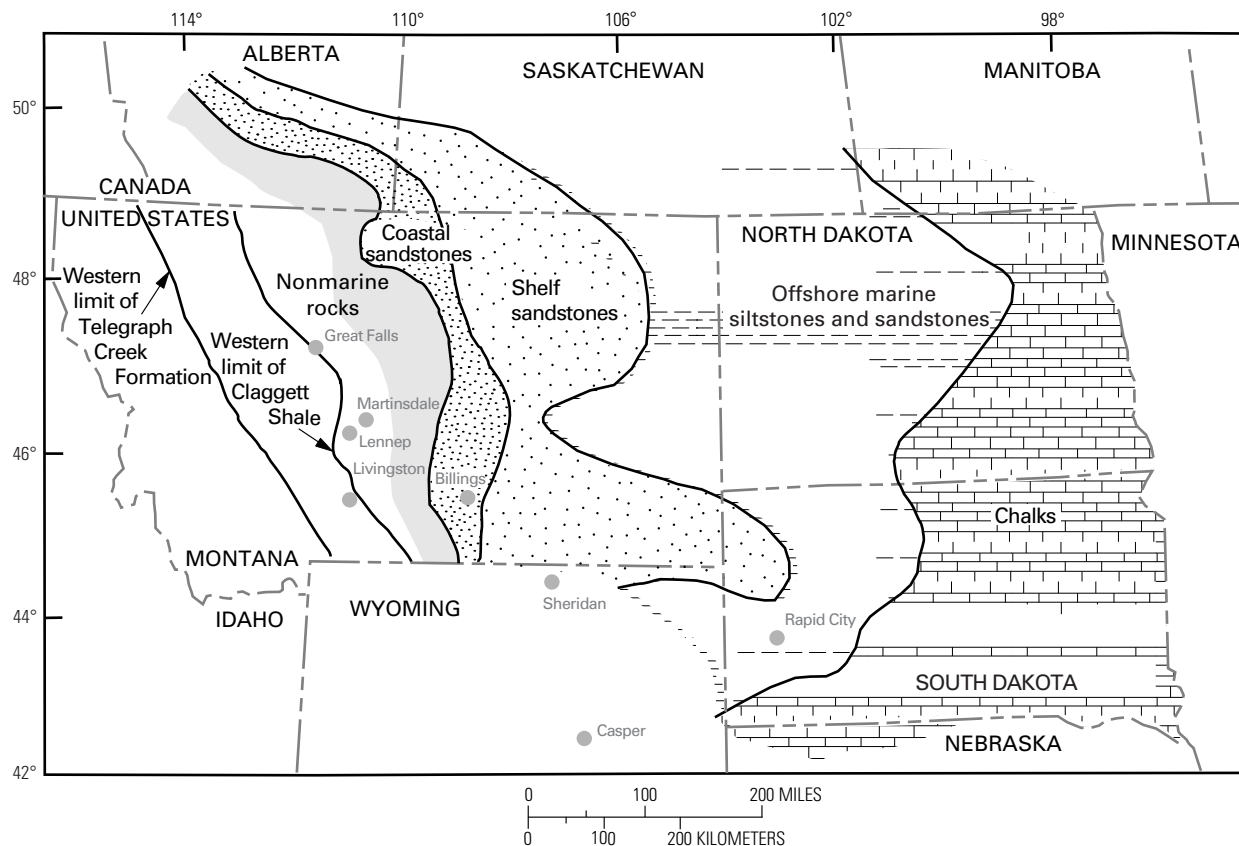 114°
110°
106°
102°
98°
ALBERTA
SASKATCHEWAN
MANITOBA
50°
CANADA
UNITED STATES
Coastal
sandstones
NORTH DAKOTA
MINNESOTA
48°
Western
limit of
Telegraph
Creek
Formation
Nonmarine
rocks
Shelf
sandstones
Offshore marine
siltstones and sandstones
Great Falls
Western
limit of
Claggett
Shale
Martinsdale
Lennep
46°
Livingston
Billings
Chalks
MONTANA
IDAHO
WYOMING
Sheridan
44°
Rapid City
SOUTH DAKOTA
Casper
NEBRASKA
42°
0 100 200 MILES
0 100 200 KILOMETERS